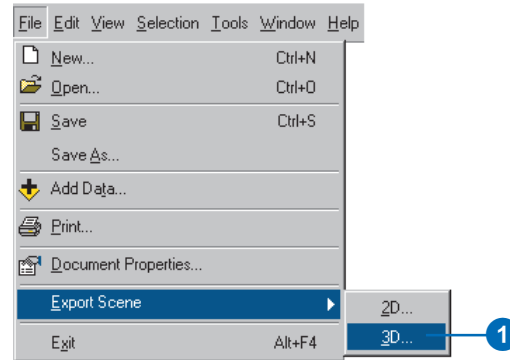 File Edit View Selection Tools Window Help
New... Ctrl+N
Open... Ctrl+O
Save Ctrl+S
Save As...
Add Data...
Print...
Document Properties...
Export Scene
2D...
Exit Alt+F4
3D...
1